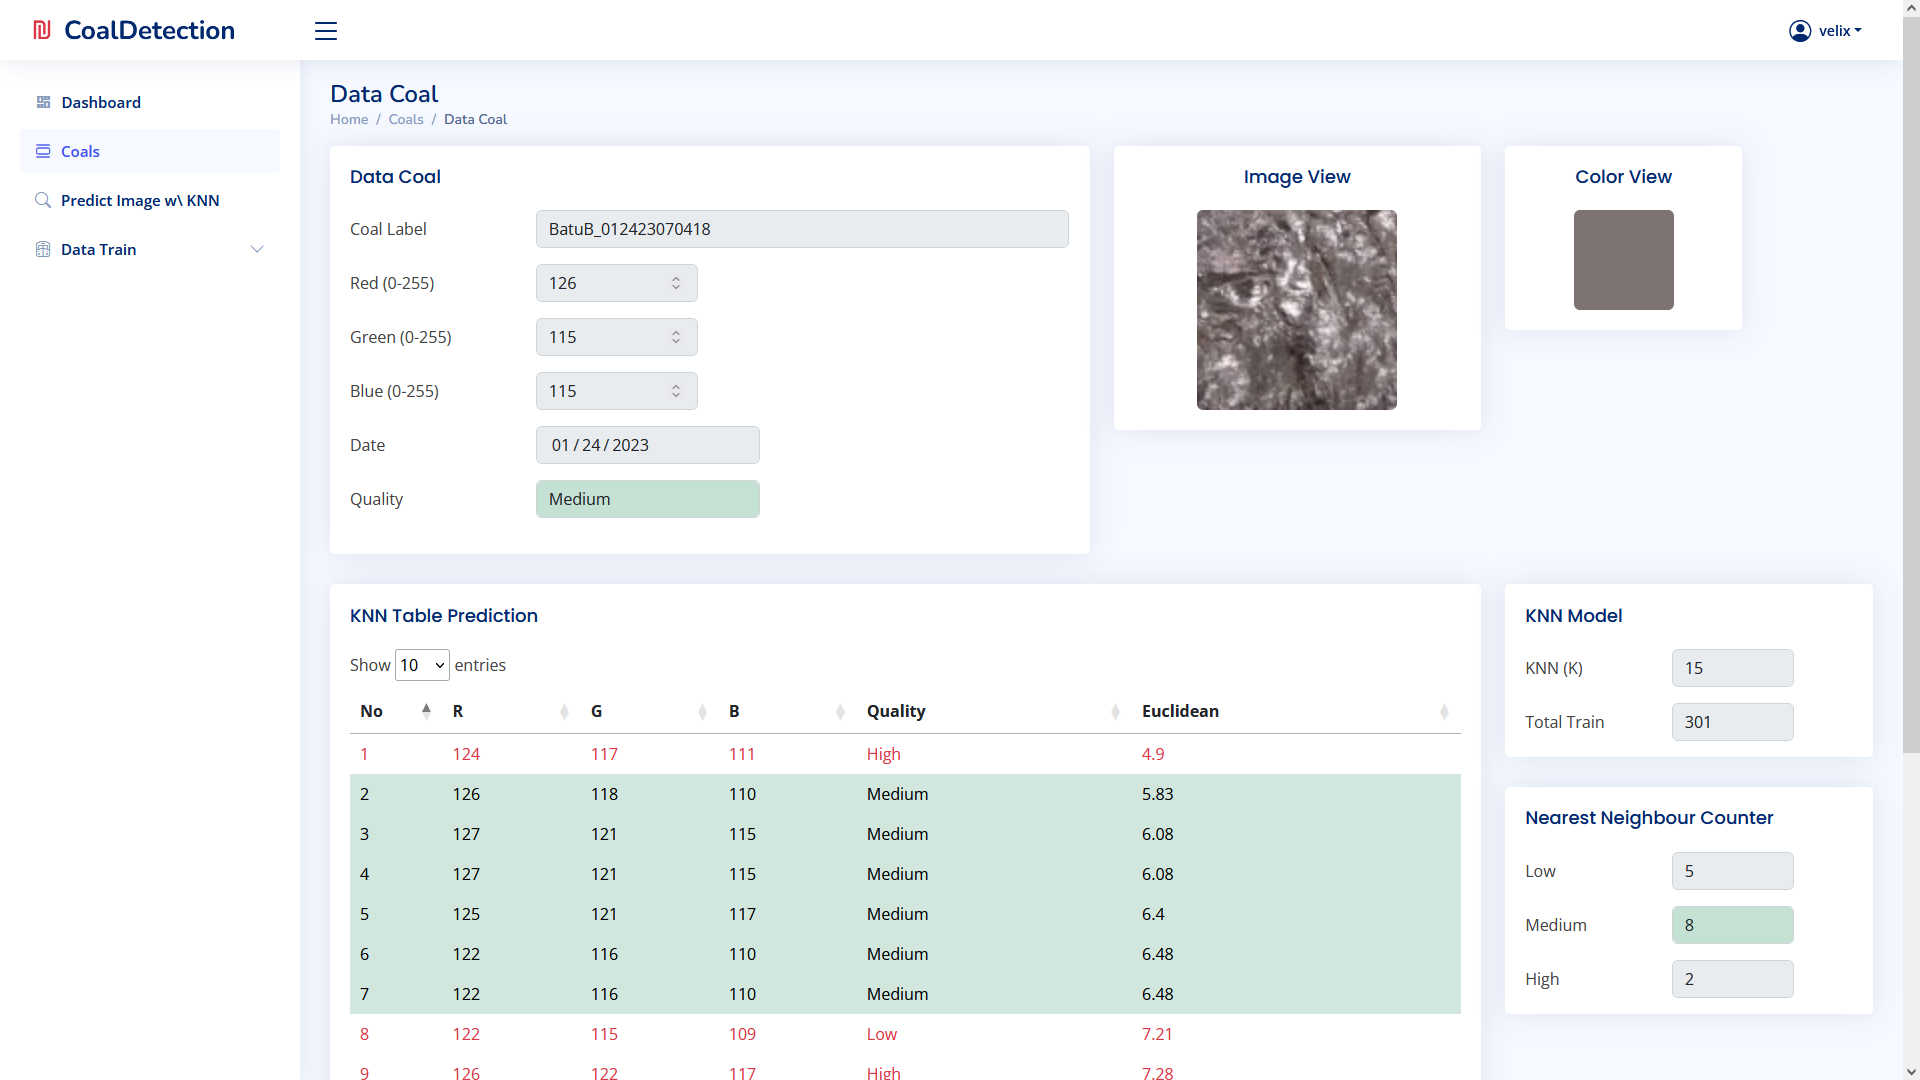 CoalDetection
velix
Dashboard
Coals
Predict Image w\ KNN
Data Train
Data Coal
Home / Coals / Data Coal
Data Coal
Coal Label BatuB_012423070418
Red (0-255) 126
Green (0-255) 115
Blue (0-255) 115
Date 01/24/2023
Quality Medium
Image View
Color View
KNN Table Prediction
Show 10 entries
No R G B Quality Euclidean
1 124 117 111 High 4.9
2 126 118 110 Medium 5.83
3 127 121 115 Medium 6.08
4 127 121 115 Medium 6.08
5 125 121 117 Medium 6.4
6 122 116 110 Medium 6.48
7 122 116 110 Medium 6.48
8 122 115 109 Low 7.21
9 126 122 117 High 7.28
KNN Model
KNN (K) 15
Total Train 301
Nearest Neighbour Counter
Low 5
Medium 8
High 2